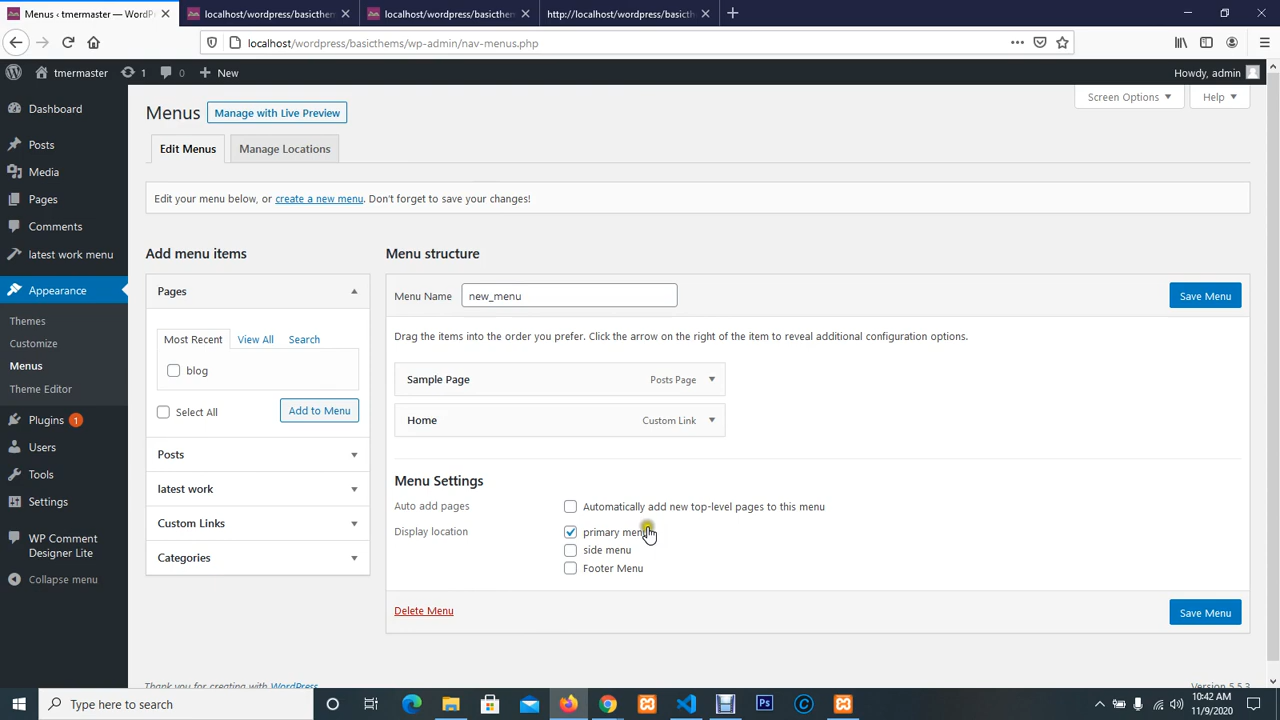 Menus ‹ tmermaster — WordPr
localhost/wordpress/basicthem
localhost/wordpress/basicthem
http://localhost/wordpress/basicth
localhost/wordpress/basicthems/wp-admin/nav-menus.php
tmermaster
1
0
New
Howdy, admin
Dashboard
Posts
Media
Pages
Comments
latest work menu
Appearance
Themes
Customize
Menus
Theme Editor
Plugins 1
Users
Tools
Settings
WP Comment
Designer Lite
Collapse menu
Menus
Manage with Live Preview
Screen Options
Help
Edit Menus
Manage Locations
Edit your menu below, or create a new menu. Don't forget to save your changes!
Add menu items
Pages
Most Recent
View All
Search
blog
Select All
Add to Menu
Posts
latest work
Custom Links
Categories
Menu structure
Menu Name
new_menu
Save Menu
Drag the items into the order you prefer. Click the arrow on the right of the item to reveal additional configuration options.
Sample Page
Posts Page
Home
Custom Link
Menu Settings
Auto add pages
Automatically add new top-level pages to this menu
Display location
primary menu
side menu
Footer Menu
Delete Menu
Save Menu
Thank you for creating with WordPress.
Version 5.5.3
Type here to search
Ps
10:42 AM
11/9/2020